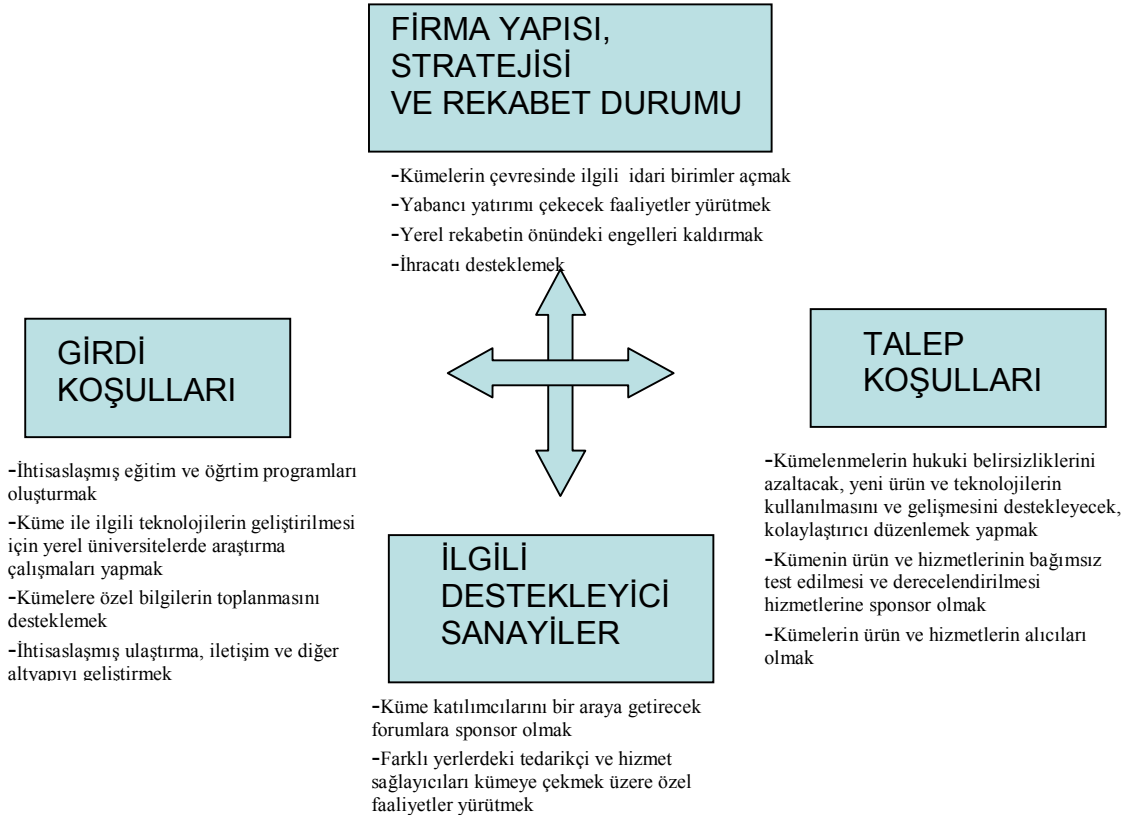 FİRMA YAPISI,
STRATEJİSİ
VE REKABET DURUMU
-Kümelerin çevresinde ilgili idari birimler açmak
-Yabancı yatırımı çekecek faaliyetler yürütmek
-Yerel rekabetin önündeki engelleri kaldırmak
-İhracatı desteklemek
GİRDİ
KOŞULLARI
-İhtisaslaşmış eğitim ve öğrtim programları
oluşturmak
-Küme ile ilgili teknolojilerin geliştirilmesi
için yerel üniversitelerde araştırma
çalışmaları yapmak
-Kümelere özel bilgilerin toplanmasını
desteklemek
-İhtisaslaşmış ulaştırma, iletişim ve diğer
altyapıyı geliştirmek
TALEP
KOŞULLARI
-Kümelenmelerin hukuki belirsizliklerini
azaltacak, yeni ürün ve teknolojilerin
kullanılmasını ve gelişmesini destekleyecek,
kolaylaştırıcı düzenlemek yapmak
-Kümenin ürün ve hizmetlerinin bağımsız
test edilmesi ve derecelendirilmesi
hizmetlerine sponsor olmak
-Kümelerin ürün ve hizmetlerin alıcıları
olmak
İLGİLİ
DESTEKLEYİCİ
SANAYİLER
-Küme katılımcılarını bir araya getirecek
forumlara sponsor olmak
-Farklı yerlerdeki tedarikçi ve hizmet
sağlayıcıları kümeye çekmek üzere özel
faaliyetler yürütmek